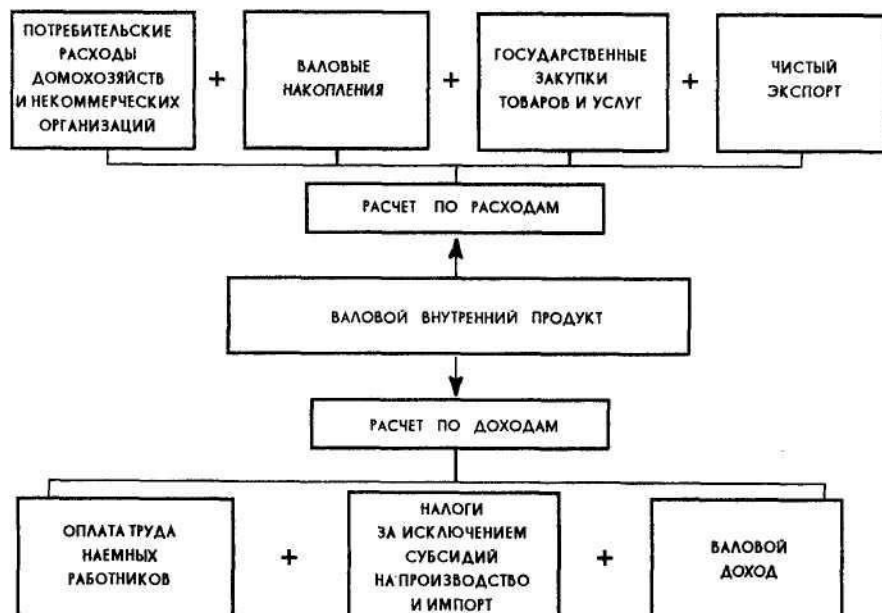 ПОТРЕБИТЕЛЬСКИЕ
РАСХОДЫ
ДОМОХОЗЯЙСТВ
И НЕКОММЕРЧЕСКИХ
ОРГАНИЗАЦИЙ
+
ВАЛОВЫЕ
НАКОПЛЕНИЯ
+
ГОСУДАРСТВЕННЫЕ
ЗАКУПКИ
ТОВАРОВ И УСЛУГ
+
ЧИСТЫЙ
ЭКСПОРТ
РАСЧЕТ ПО РАСХОДАМ
ВАЛОВОЙ ВНУТРЕННИЙ ПРОДУКТ
РАСЧЕТ ПО ДОХОДАМ
ОПЛАТА ТРУДА
НАЕМНЫХ
РАБОТНИКОВ
+
НАЛОГИ
ЗА ИСКЛЮЧЕНИЕМ
СУБСИДИЙ
НА ПРОИЗВОДСТВО
И ИМПОРТ
+
ВАЛОВОЙ
ДОХОД